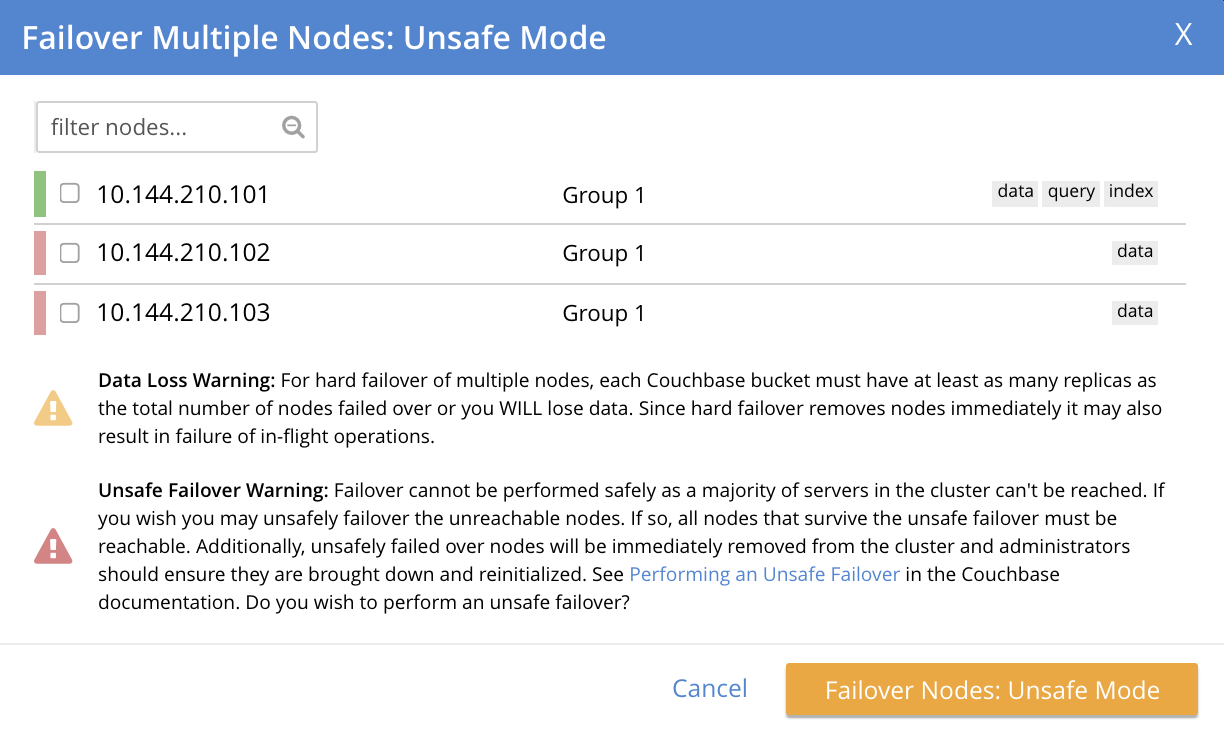 Failover Multiple Nodes: Unsafe Mode X
filter nodes...
10.144.210.101 Group 1 data query index
10.144.210.102 Group 1 data
10.144.210.103 Group 1 data
Data Loss Warning: For hard failover of multiple nodes, each Couchbase bucket must have at least as many replicas as
the total number of nodes failed over or you WILL lose data. Since hard failover removes nodes immediately it may also
result in failure of in-flight operations.
Unsafe Failover Warning: Failover cannot be performed safely as a majority of servers in the cluster can't be reached. If
you wish you may unsafely failover the unreachable nodes. If so, all nodes that survive the unsafe failover must be
reachable. Additionally, unsafely failed over nodes will be immediately removed from the cluster and administrators
should ensure they are brought down and reinitialized. See Performing an Unsafe Failover in the Couchbase
documentation. Do you wish to perform an unsafe failover?
Cancel Failover Nodes: Unsafe Mode